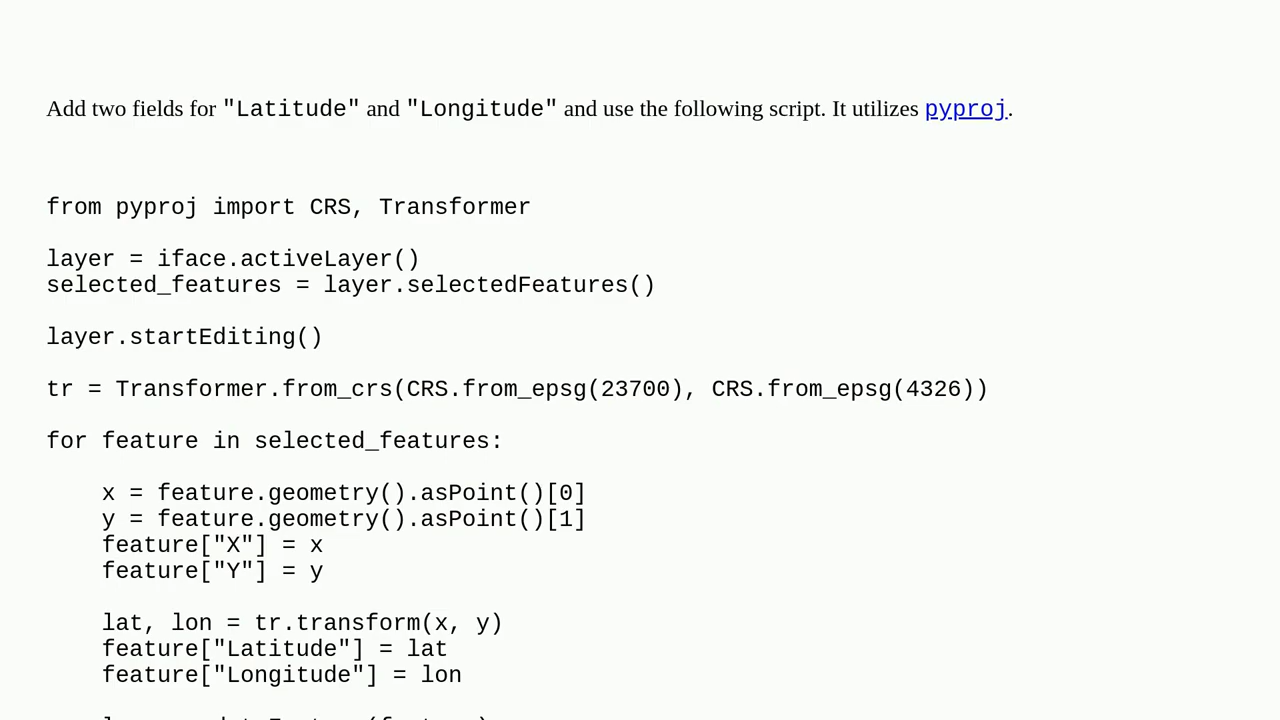 Add two fields for "Latitude" and "Longitude" and use the following script. It utilizes pyproj.
from pyproj import CRS, Transformer
layer = iface.activeLayer()
selected_features = layer.selectedFeatures()
layer.startEditing()
tr = Transformer.from_crs(CRS.from_epsg(23700), CRS.from_epsg(4326))
for feature in selected_features:
    x = feature.geometry().asPoint()[0]
    y = feature.geometry().asPoint()[1]
    feature["X"] = x
    feature["Y"] = y
    lat, lon = tr.transform(x, y)
    feature["Latitude"] = lat
    feature["Longitude"] = lon